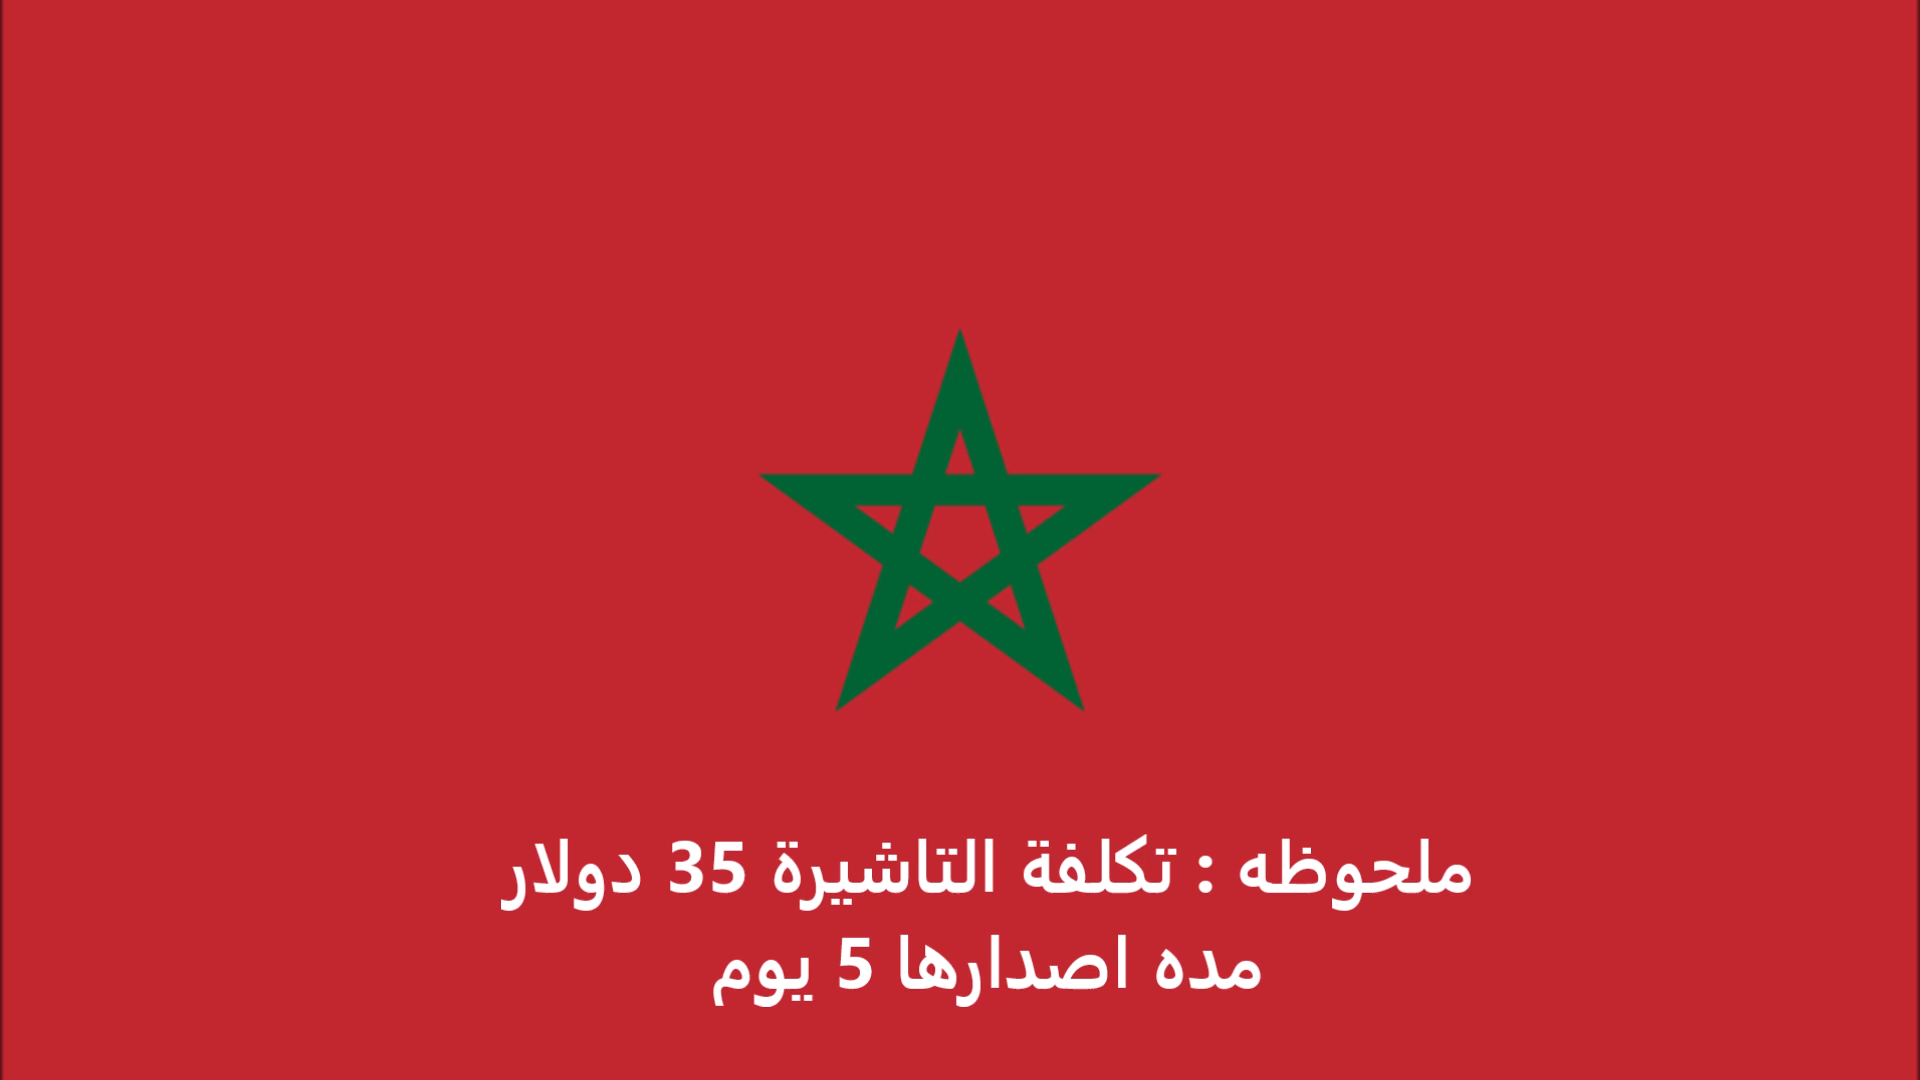 ملحوظه : تكلفة التاشيرة 35 دولار
مده اصدارها 5 يوم